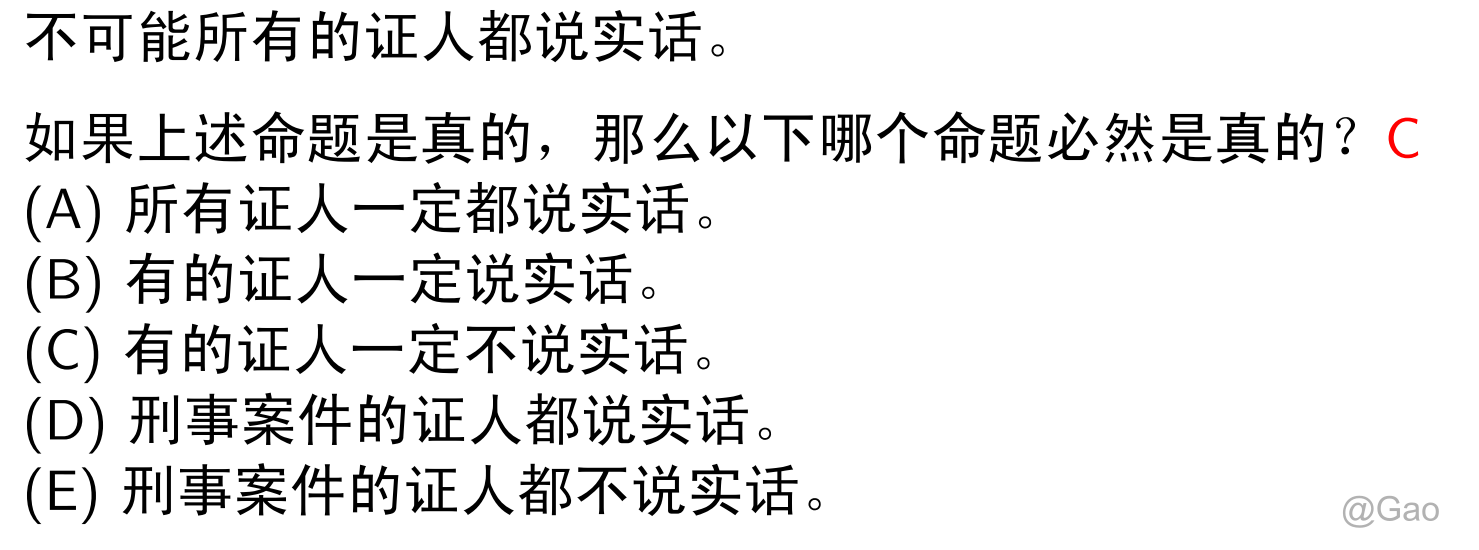 不可能所有的证人都说实话。
如果上述命题是真的，那么以下哪个命题必然是真的？C
(A) 所有证人一定都说实话。
(B) 有的证人一定说实话。
(C) 有的证人一定不说实话。
(D) 刑事案件的证人都说实话。
(E) 刑事案件的证人都不说实话。
@Gao